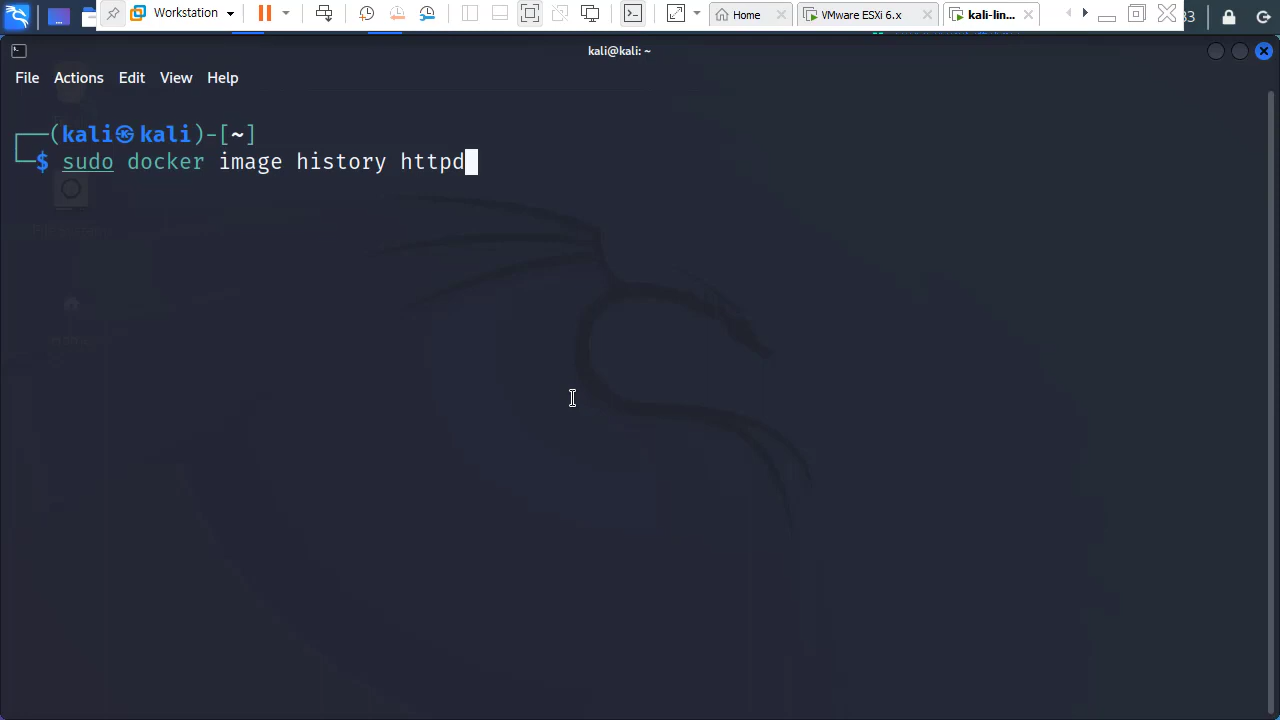 Workstation
Home
VMware ESXi 6.x
kali-lin...
33
kali@kali: ~
File Actions Edit View Help
┌──(kali㉿kali)-[~]
└─$ sudo docker image history httpd